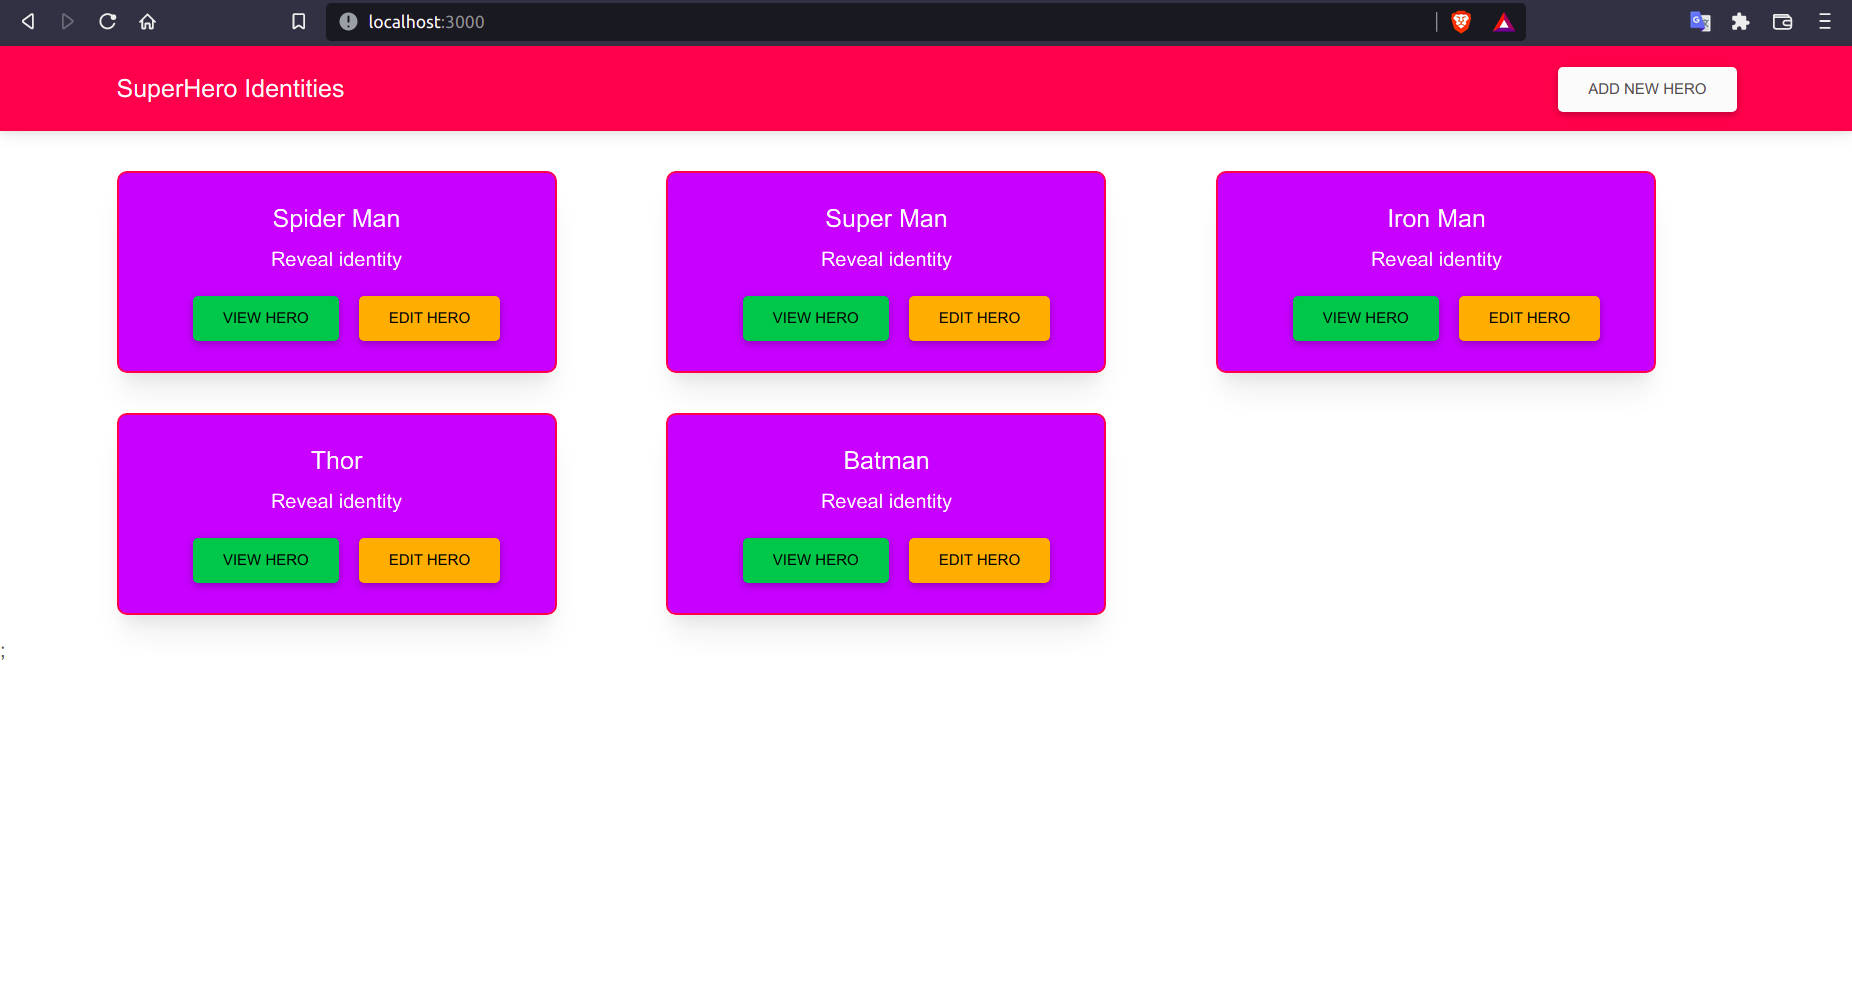 localhost:3000
SuperHero Identities
ADD NEW HERO
Spider Man
Reveal identity
VIEW HERO
EDIT HERO
Super Man
Reveal identity
VIEW HERO
EDIT HERO
Iron Man
Reveal identity
VIEW HERO
EDIT HERO
Thor
Reveal identity
VIEW HERO
EDIT HERO
Batman
Reveal identity
VIEW HERO
EDIT HERO
;